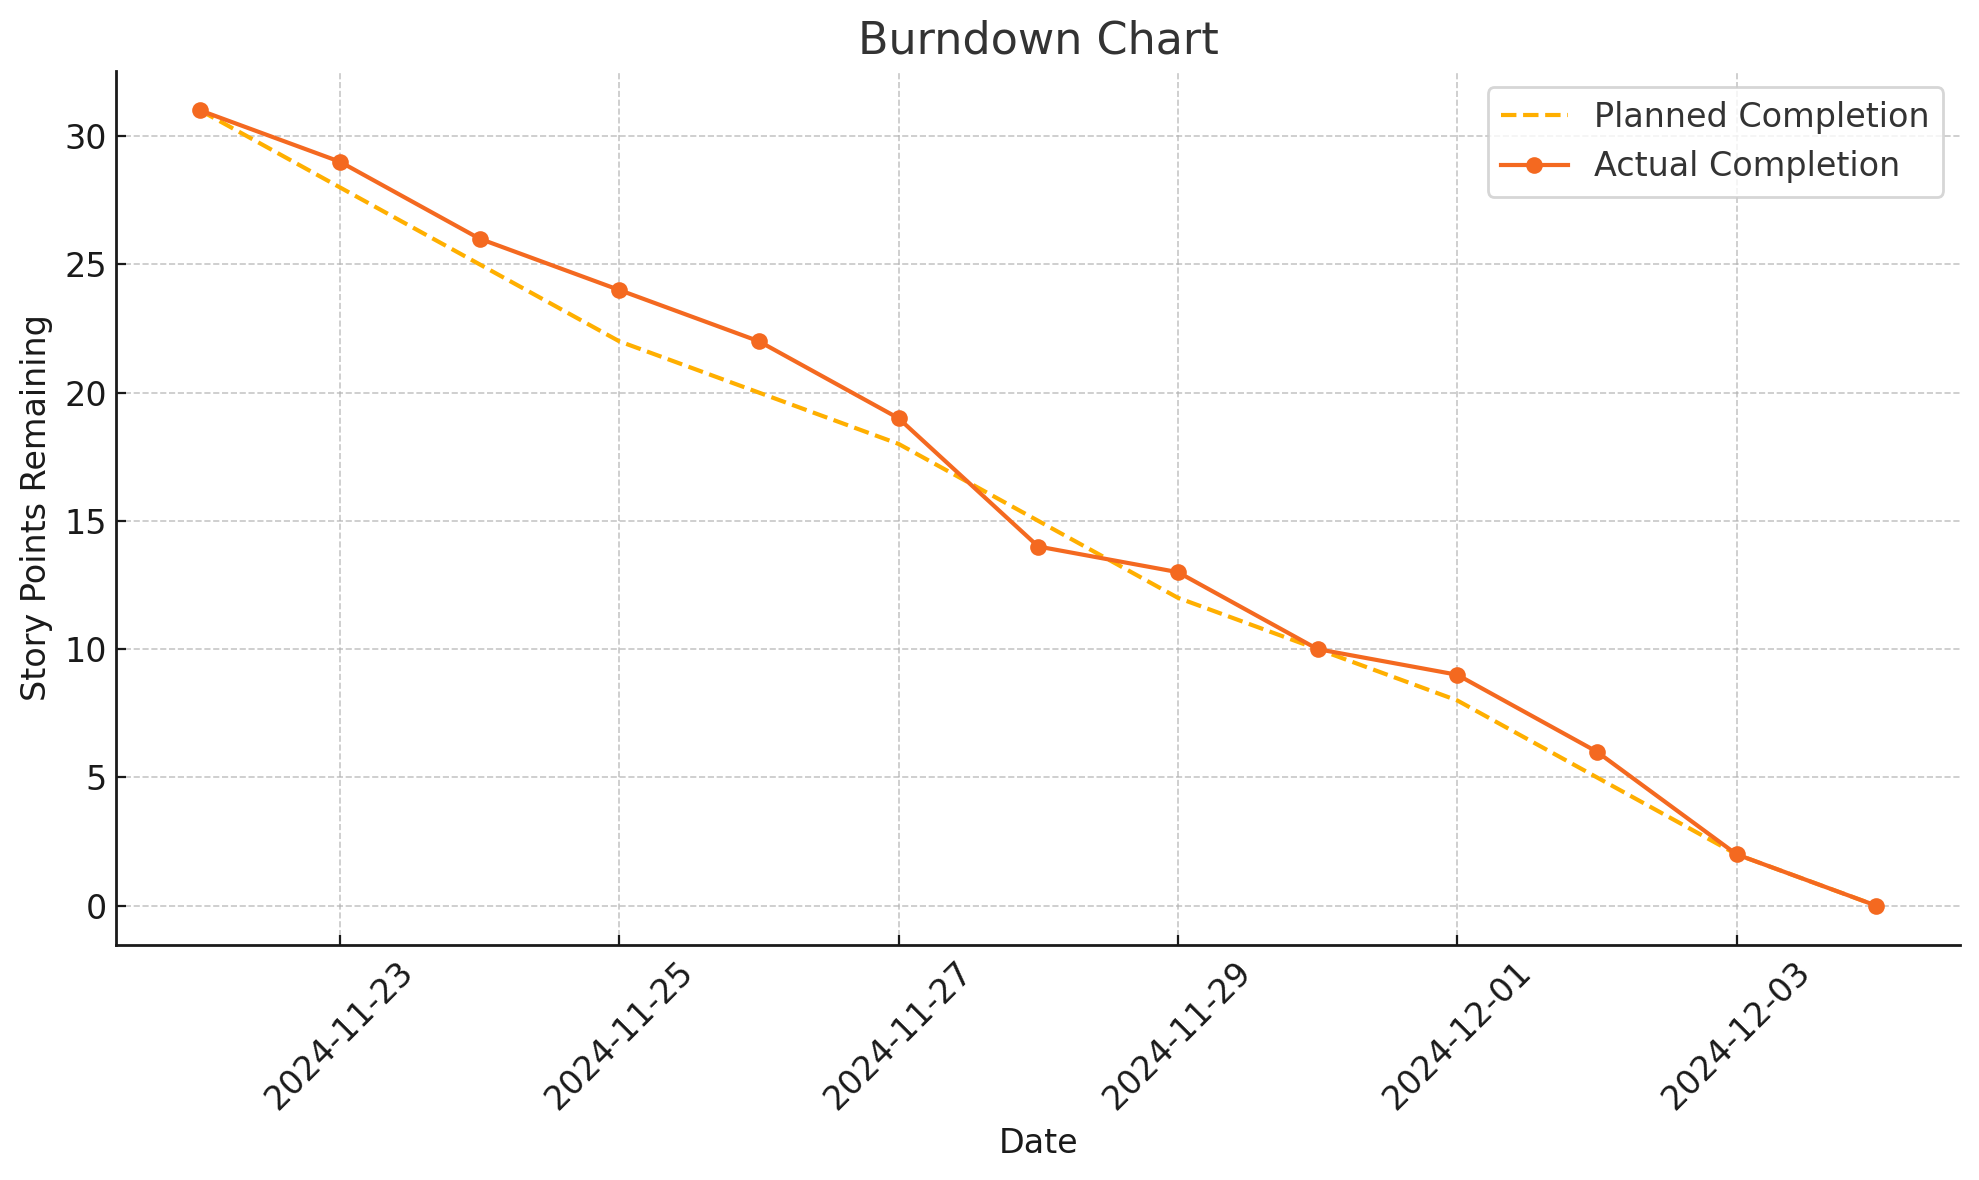 Burndown Chart
Planned Completion
Actual Completion
Story Points Remaining
30
25
20
15
10
5
0
2024-11-23
2024-11-25
2024-11-27
2024-11-29
2024-12-01
2024-12-03
Date